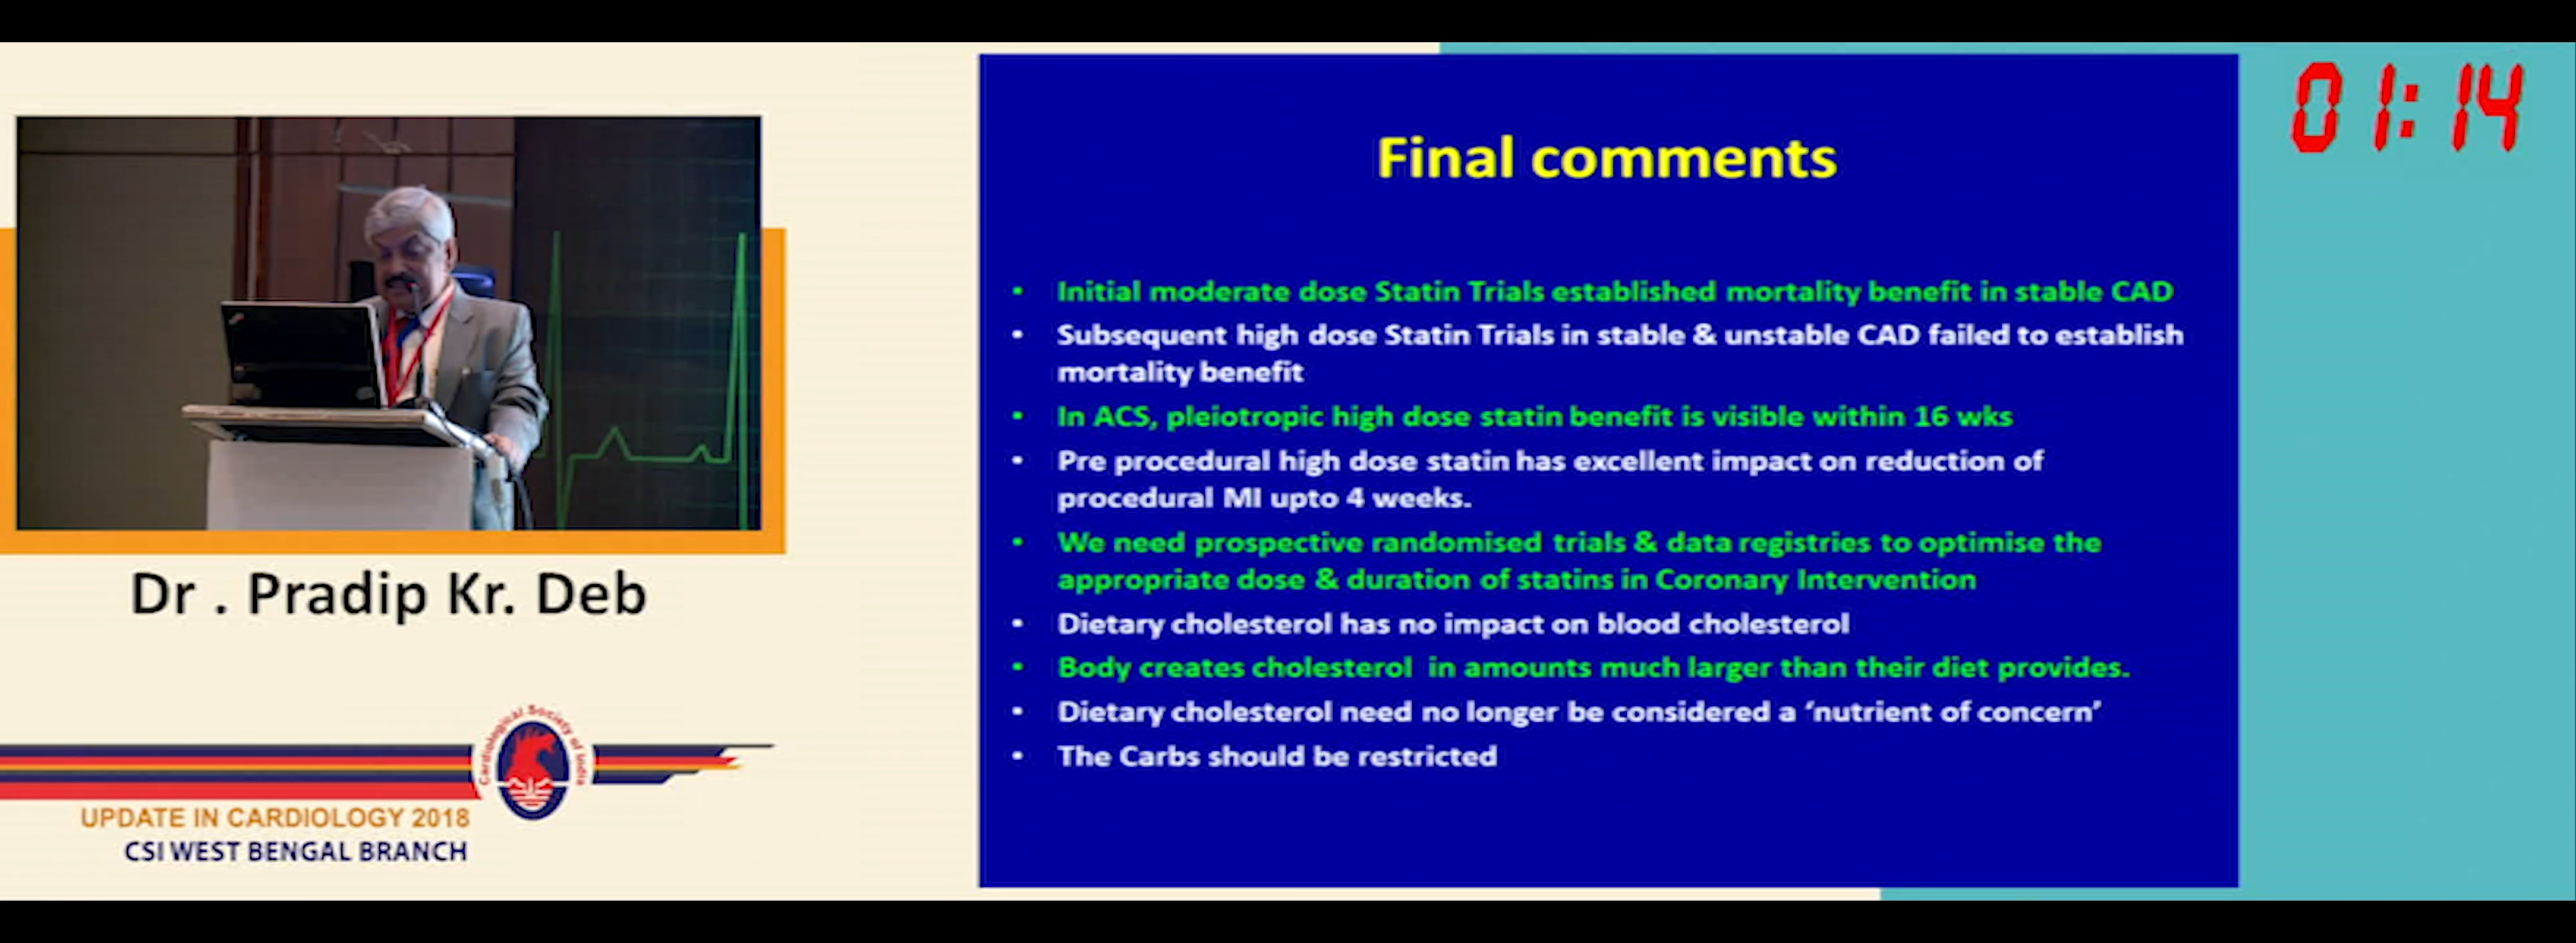 01:14
Final comments
• Initial moderate dose Statin Trials established mortality benefit in stable CAD
• Subsequent high dose Statin Trials in stable & unstable CAD failed to establish
mortality benefit
• In ACS, pleiotropic high dose statin benefit is visible within 16 wks
• Pre procedural high dose statin has excellent impact on reduction of
procedural MI upto 4 weeks.
• We need prospective randomised trials & data registries to optimise the
appropriate dose & duration of statins in Coronary Intervention
• Dietary cholesterol has no impact on blood cholesterol
• Body creates cholesterol in amounts much larger than their diet provides.
• Dietary cholesterol need no longer be considered a ‘nutrient of concern’
• The Carbs should be restricted
Dr . Pradip Kr. Deb
Cardiological Society of India
UPDATE IN CARDIOLOGY 2018
CSI WEST BENGAL BRANCH